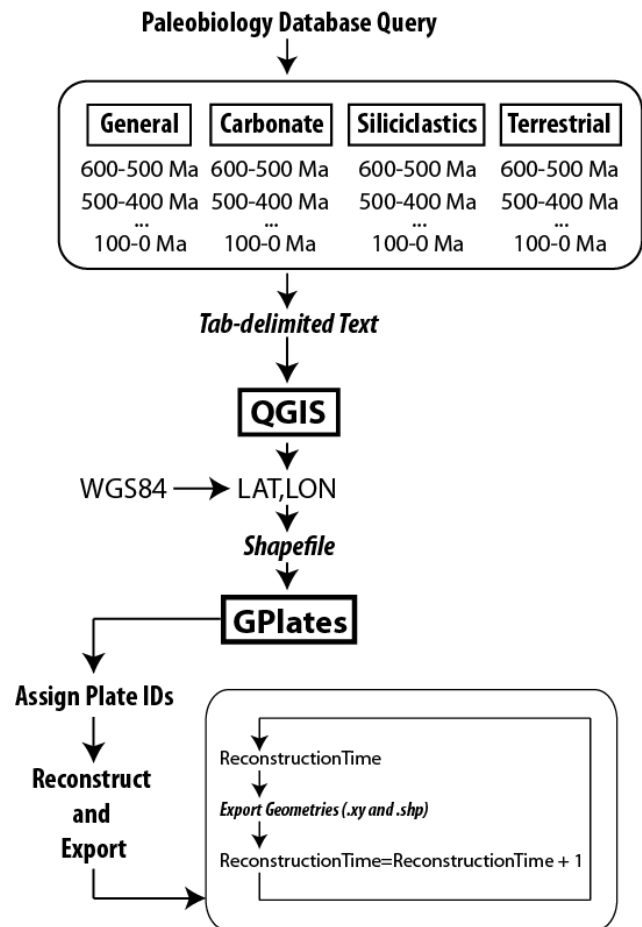 Paleobiology Database Query
General Carbonate Siliciclastics Terrestrial
600-500 Ma 600-500 Ma 600-500 Ma 600-500 Ma
500-400 Ma 500-400 Ma 500-400 Ma 500-400 Ma
... ... ... ...
100-0 Ma 100-0 Ma 100-0 Ma 100-0 Ma
Tab-delimited Text
QGIS
WGS84 LAT,LON
Shapefile
GPlates
Assign Plate IDs
Reconstruct
and
Export
ReconstructionTime
Export Geometries (.xy and .shp)
ReconstructionTime=ReconstructionTime + 1